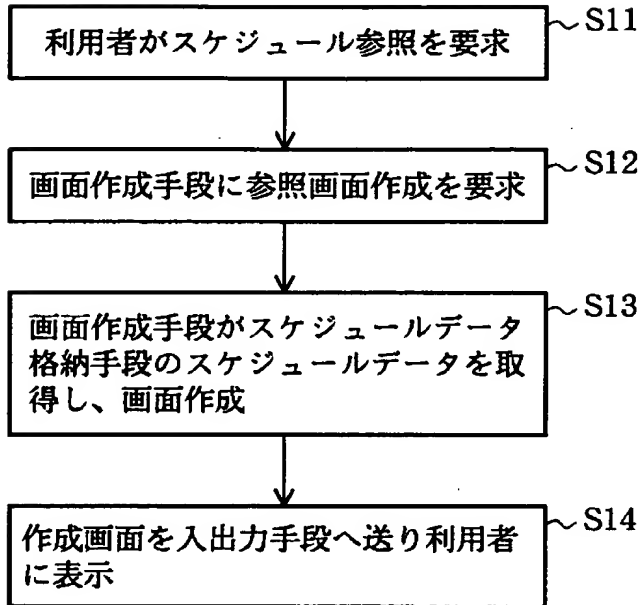 利用者がスケジュール参照を要求
~S11
画面作成手段に参照画面作成を要求
~S12
画面作成手段がスケジュールデータ
格納手段のスケジュールデータを取
得し、画面作成
~S13
作成画面を入出力手段へ送り利用者
に表示
~S14